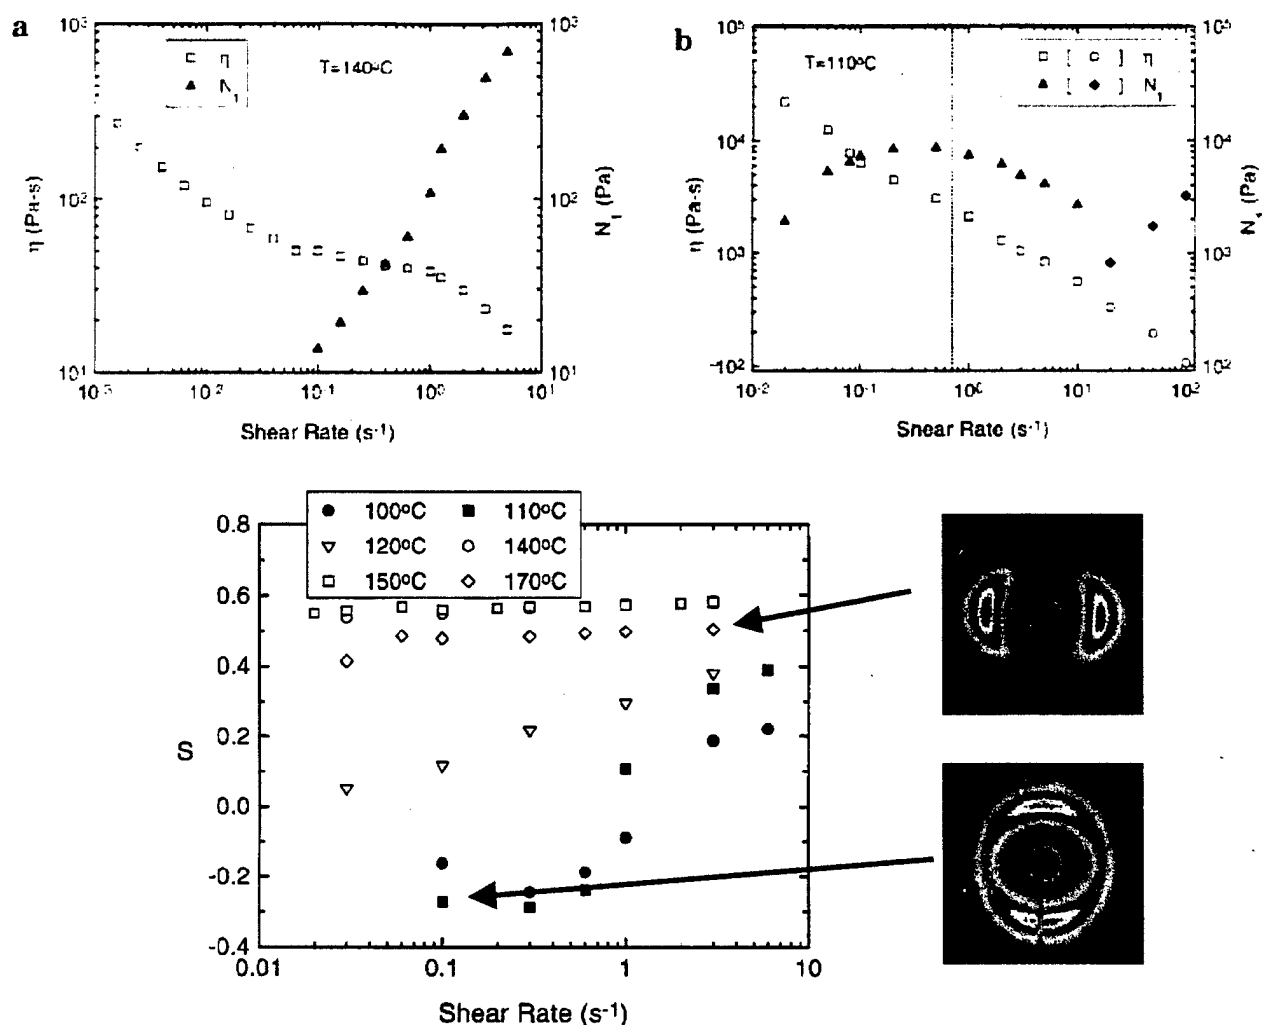 a
10³
10²
10¹
η (Pa-s)
□ η
▲ N₁
T=140°C
10³
10²
10¹
N₁ (Pa)
10⁻³ 10⁻² 10⁻¹ 10⁰ 10¹
Shear Rate (s⁻¹)
b
10⁵
10⁴
10³
10²
η (Pa-s)
T=110°C
□ [ ○ ] η
▲ [ ◆ ] N₁
10⁵
10⁴
10³
10²
N₁ (Pa)
10⁻² 10⁻¹ 10⁰ 10¹ 10²
Shear Rate (s⁻¹)
● 100°C ■ 110°C
▽ 120°C ○ 140°C
□ 150°C ◇ 170°C
0.8
0.6
0.4
0.2
0.0
-0.2
-0.4
S
0.01 0.1 1 10
Shear Rate (s⁻¹)